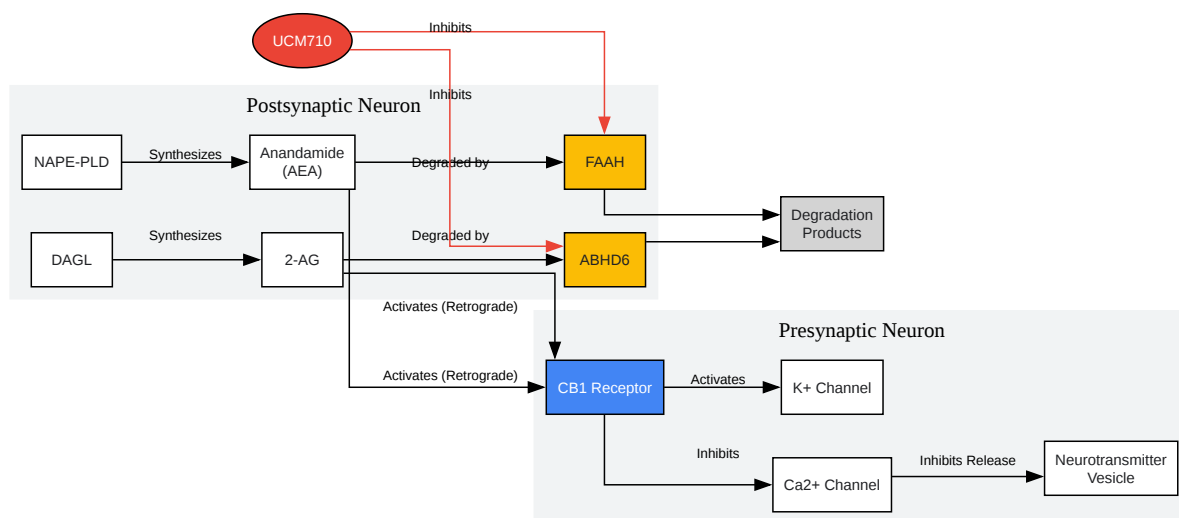 UCM710
Inhibits
Inhibits
Postsynaptic Neuron
NAPE-PLD
Synthesizes
Anandamide
(AEA)
Degraded by
FAAH
Degradation
Products
DAGL
Synthesizes
2-AG
Degraded by
ABHD6
Activates (Retrograde)
Presynaptic Neuron
Activates (Retrograde)
CB1 Receptor
Activates
K+ Channel
Inhibits
Ca2+ Channel
Inhibits Release
Neurotransmitter
Vesicle